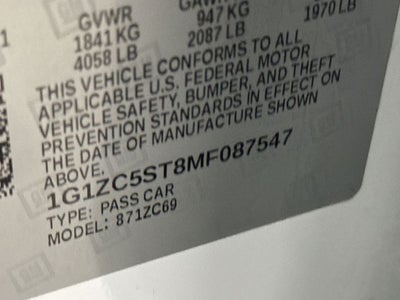 GVWR
1841 KG
4058 LB
947 KG
2087 LB
1970 LB
THIS VEHICLE CONFORMS TO ALL
APPLICABLE U.S. FEDERAL MOTOR
VEHICLE SAFETY, BUMPER, AND THEFT
PREVENTION STANDARDS IN EFFECT ON
THE DATE OF MANUFACTURE SHOWN
ABOVE.
1G1ZC5ST8MF087547
TYPE: PASS CAR
MODEL: 871ZC69